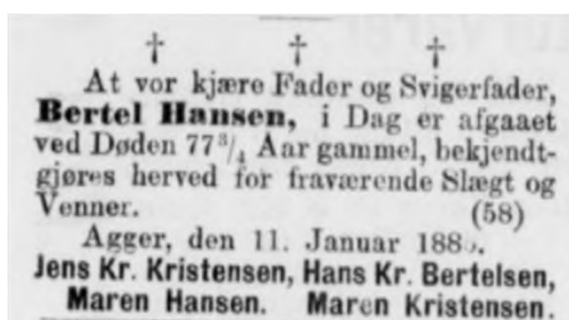 † † †
At vor kjære Fader og Svigerfader,
Bertel Hansen, i Dag er afgaaet
ved Døden 77 3/4 Aar gammel, bekjendt-
gjøres herved for fraværende Slægt og
Venner. (58)
Agger, den 11. Januar
Jens Kr. Kristensen, Hans Kr. Bertelsen,
Maren Hansen. Maren Kristensen.